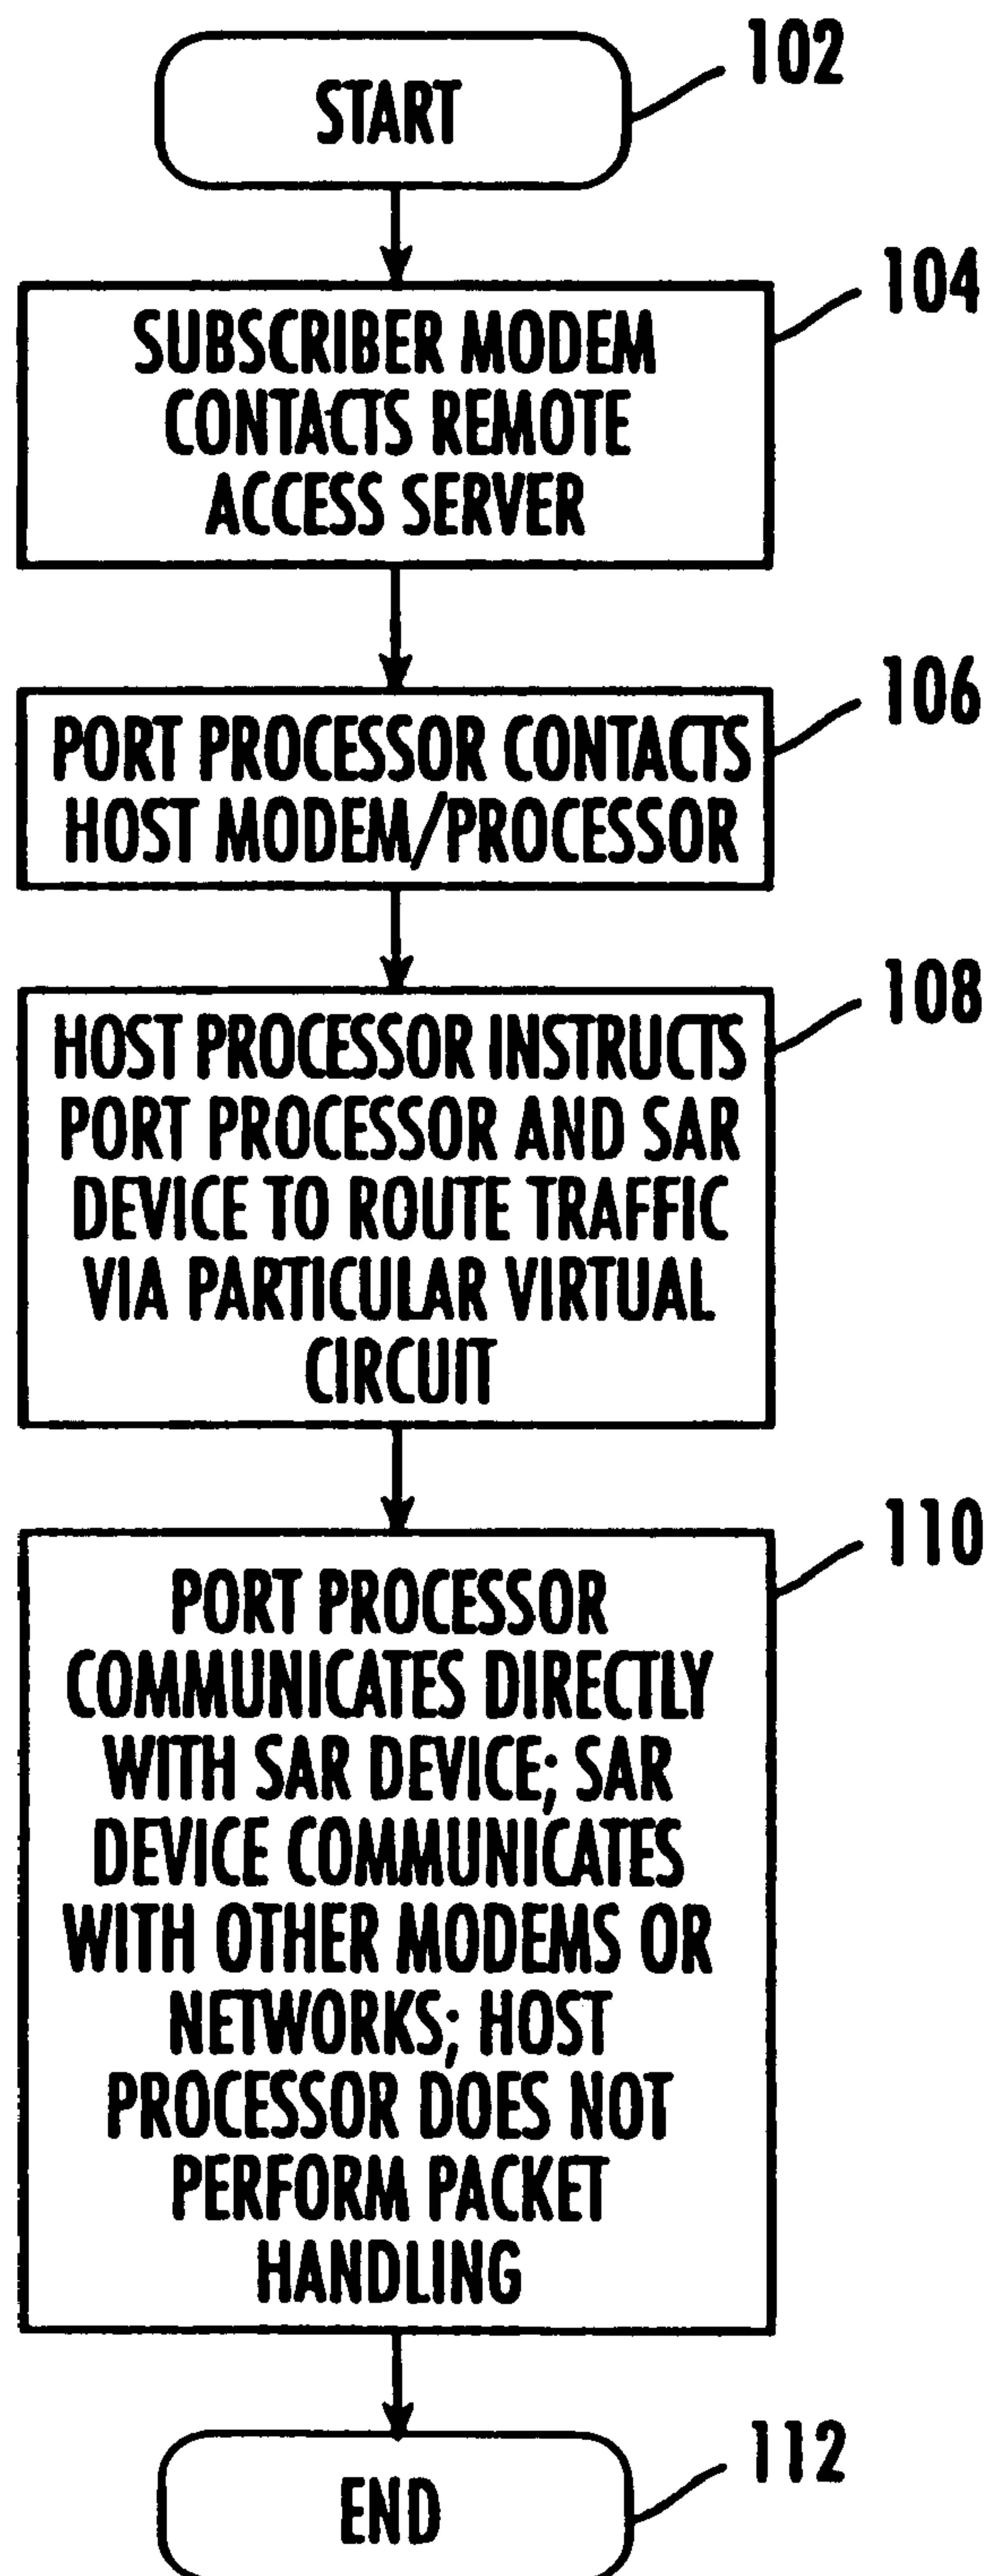 START
102
SUBSCRIBER MODEM
CONTACTS REMOTE
ACCESS SERVER
104
PORT PROCESSOR CONTACTS
HOST MODEM/PROCESSOR
106
HOST PROCESSOR INSTRUCTS
PORT PROCESSOR AND SAR
DEVICE TO ROUTE TRAFFIC
VIA PARTICULAR VIRTUAL
CIRCUIT
108
PORT PROCESSOR
COMMUNICATES DIRECTLY
WITH SAR DEVICE; SAR
DEVICE COMMUNICATES
WITH OTHER MODEMS OR
NETWORKS; HOST
PROCESSOR DOES NOT
PERFORM PACKET
HANDLING
110
END
112